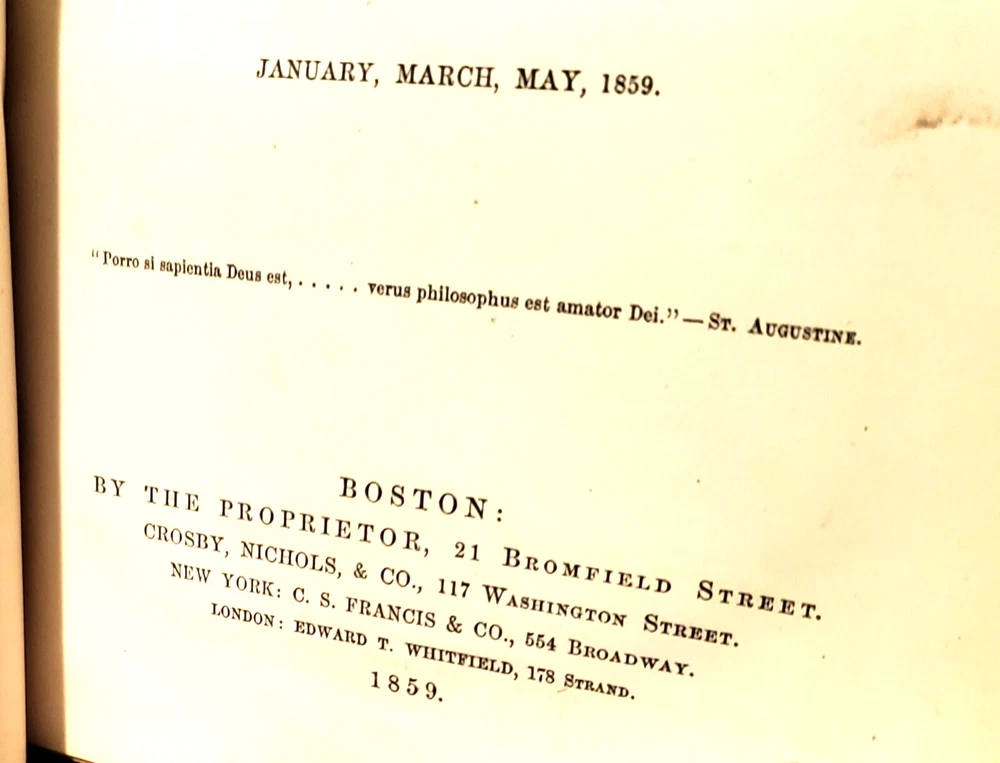 JANUARY, MARCH, MAY, 1859.
"Porro si sapientia Deus est, . . . . . verus philosophus est amator Dei." — ST. AUGUSTINE.
BOSTON:
BY THE PROPRIETOR, 21 BROMFIELD STREET.
CROSBY, NICHOLS, & CO., 117 WASHINGTON STREET.
NEW YORK: C. S. FRANCIS & CO., 554 BROADWAY.
LONDON: EDWARD T. WHITFIELD, 178 STRAND.
1859.